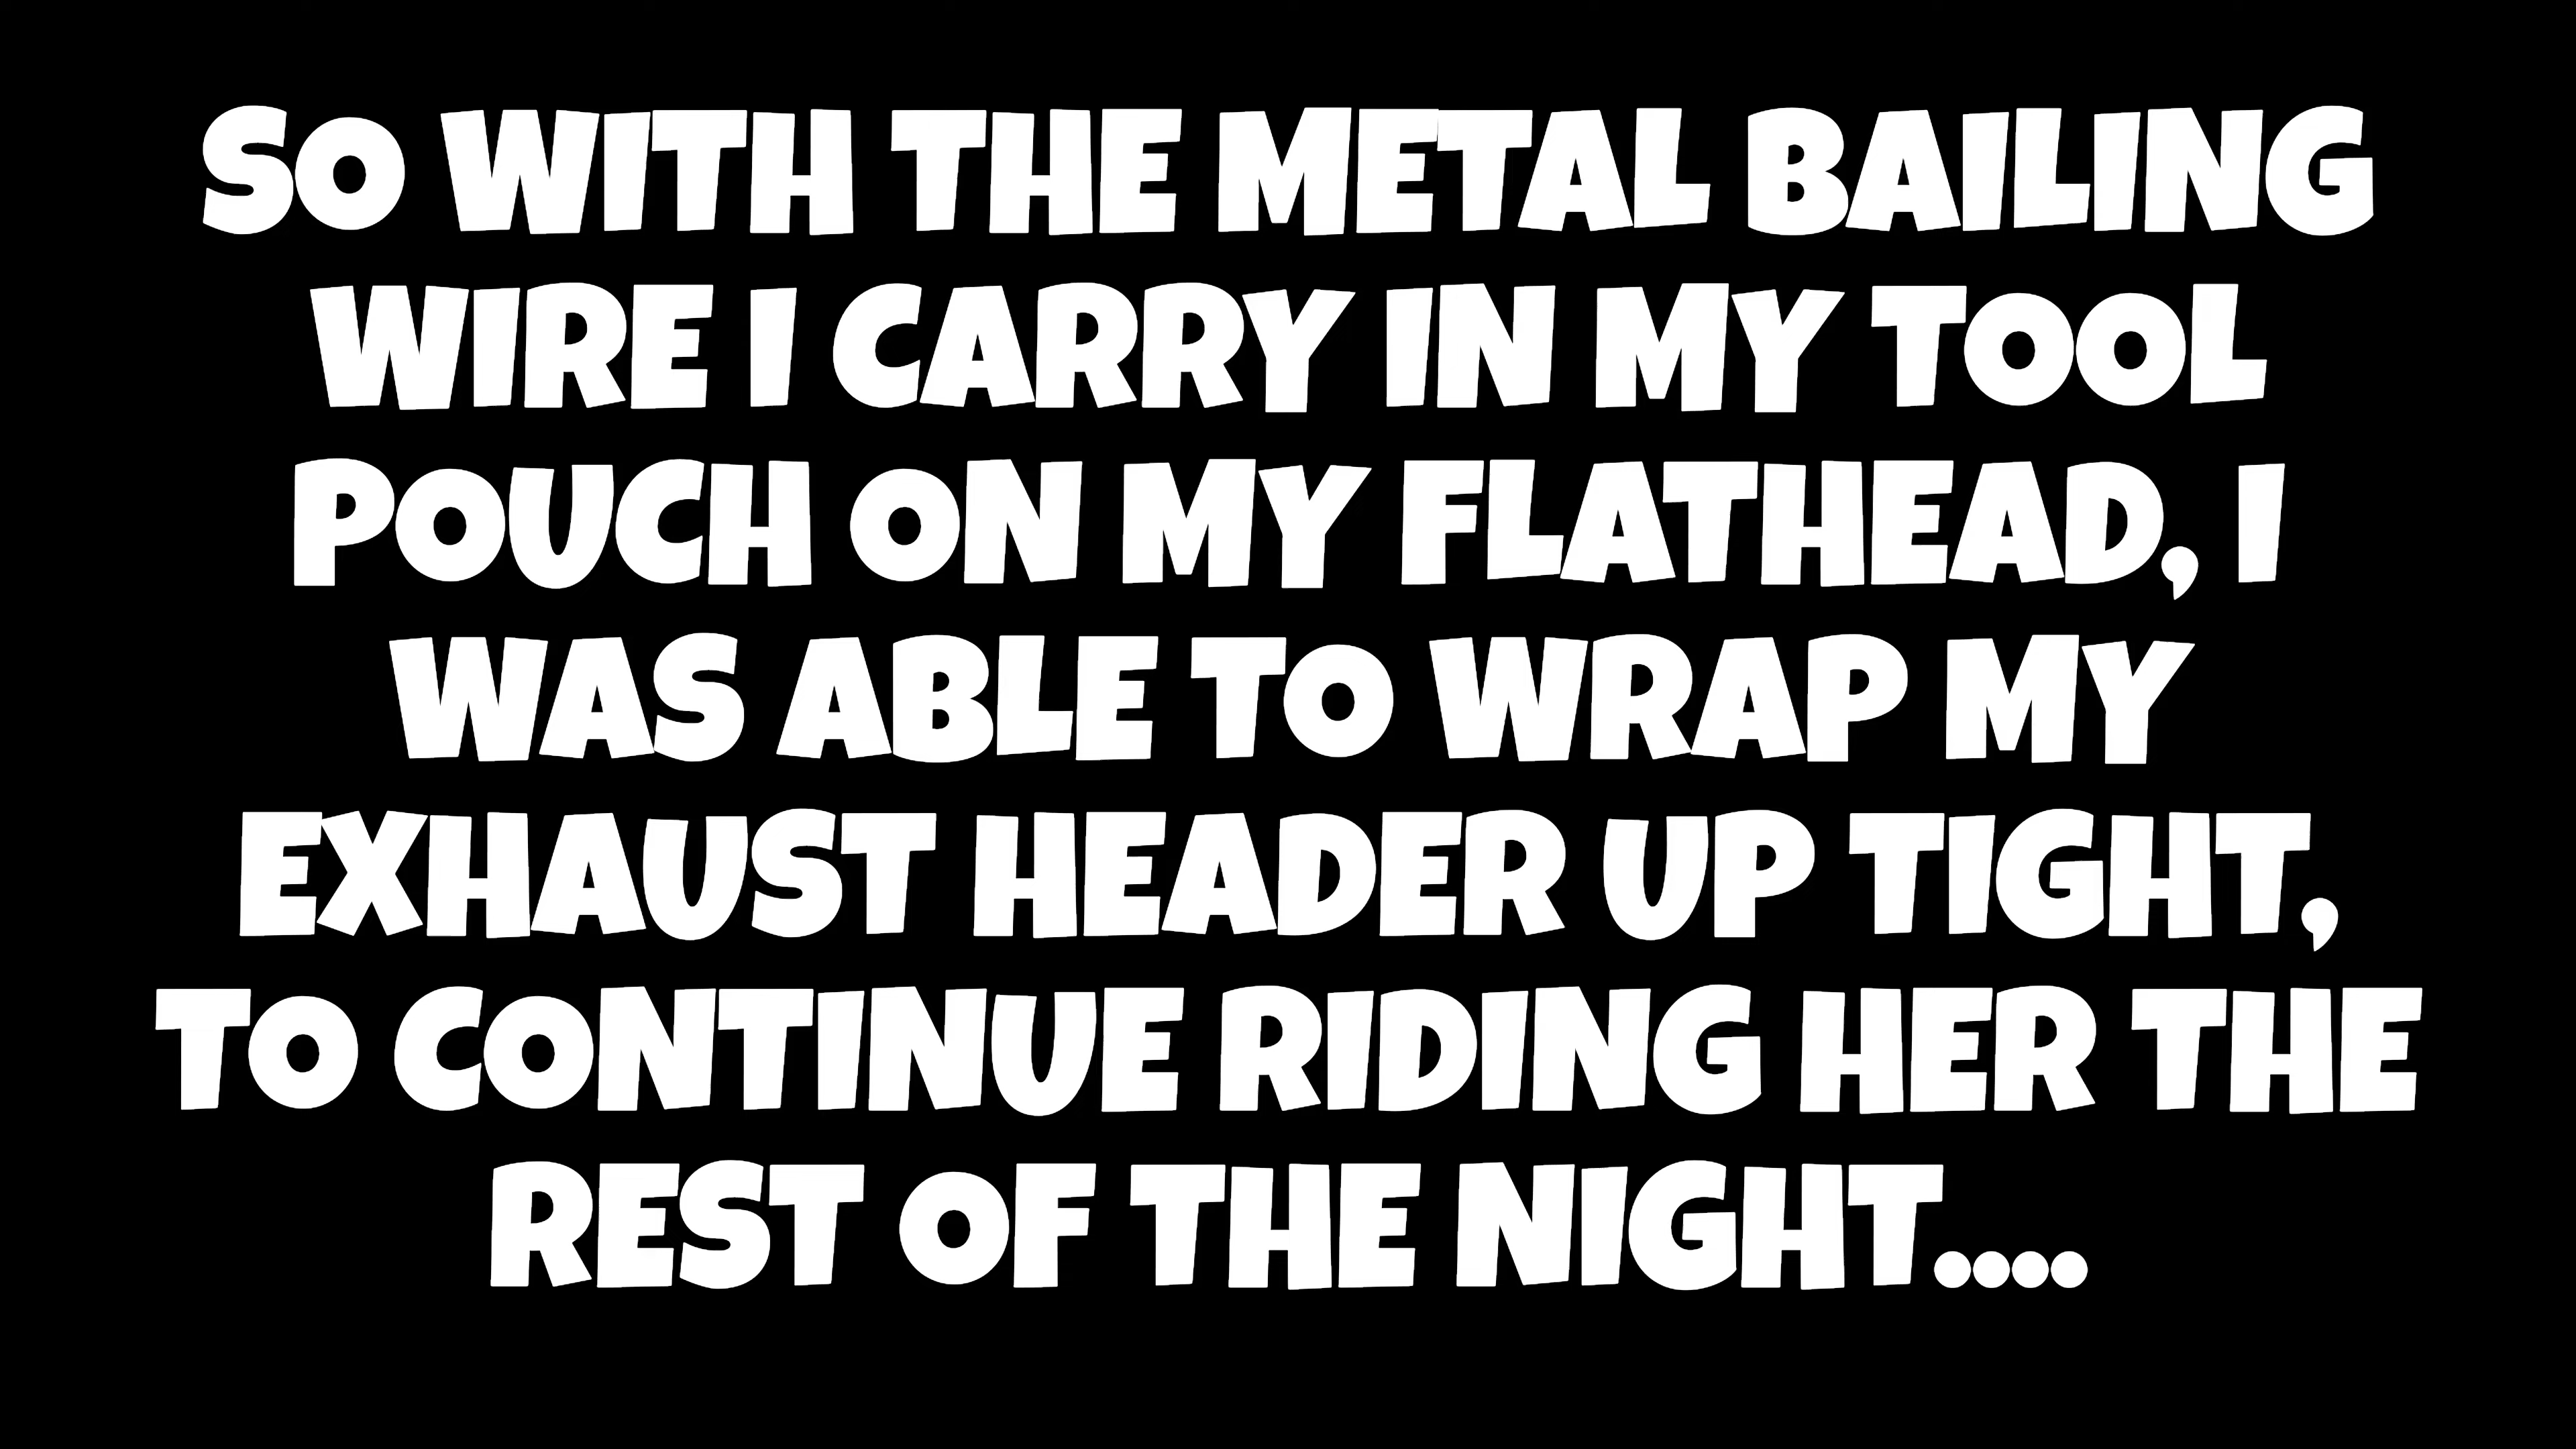 SO WITH THE METAL BAILING
WIRE I CARRY IN MY TOOL
POUCH ON MY FLATHEAD, I
WAS ABLE TO WRAP MY
EXHAUST HEADER UP TIGHT,
TO CONTINUE RIDING HER THE
REST OF THE NIGHT....